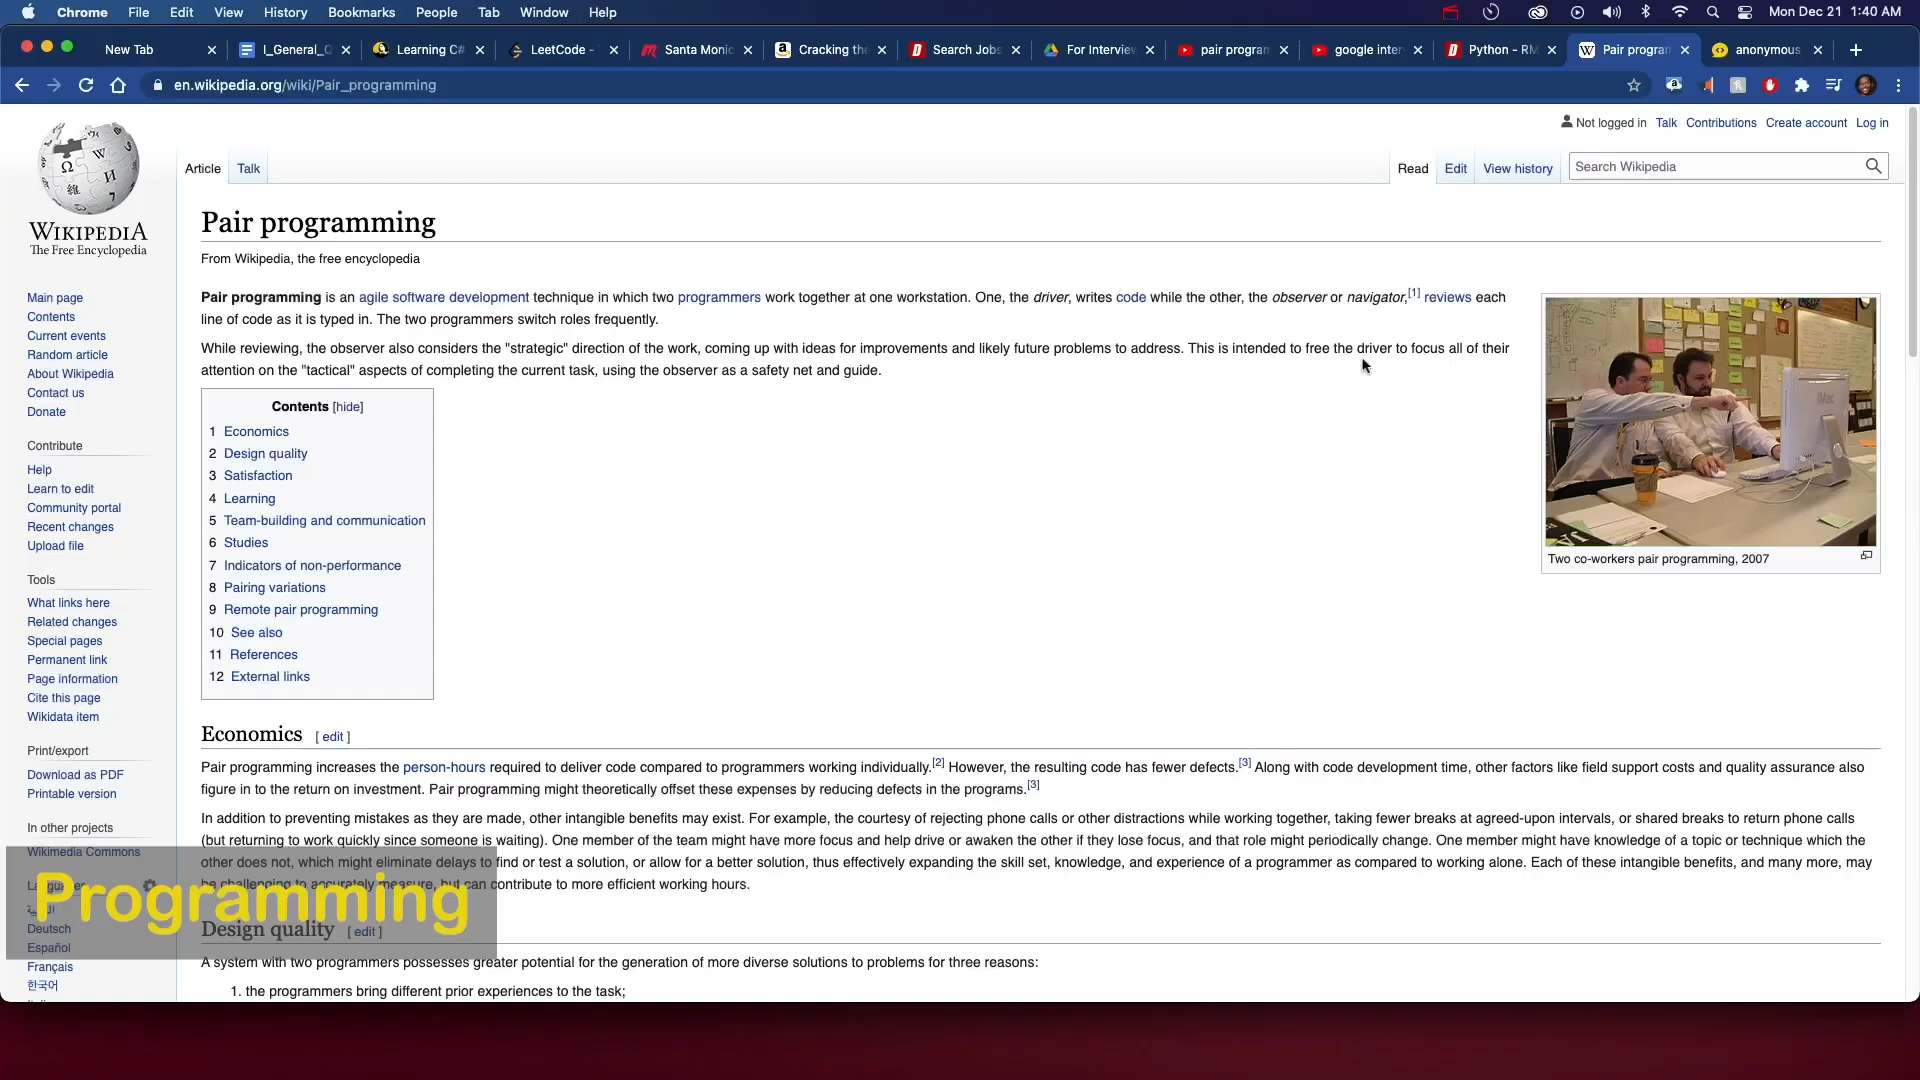 Chrome File Edit View History Bookmarks People Tab Window Help Mon Dec 21 1:40 AM
New Tab I_General_Q Learning C# LeetCode - Santa Monic Cracking the Search Jobs For Interview pair program google inter Python - RM Pair program anonymous
en.wikipedia.org/wiki/Pair_programming
Not logged in Talk Contributions Create account Log in
Article Talk Read Edit View history Search Wikipedia
WIKIPEDIA
The Free Encyclopedia
Pair programming
From Wikipedia, the free encyclopedia
Pair programming is an agile software development technique in which two programmers work together at one workstation. One, the driver, writes code while the other, the observer or navigator,[1] reviews each
line of code as it is typed in. The two programmers switch roles frequently.
While reviewing, the observer also considers the "strategic" direction of the work, coming up with ideas for improvements and likely future problems to address. This is intended to free the driver to focus all of their
attention on the "tactical" aspects of completing the current task, using the observer as a safety net and guide.
Main page
Contents
Current events
Random article
About Wikipedia
Contact us
Donate
Contribute
Help
Learn to edit
Community portal
Recent changes
Upload file
Tools
What links here
Related changes
Special pages
Permanent link
Page information
Cite this page
Wikidata item
Print/export
Download as PDF
Printable version
In other projects
Wikimedia Commons
Deutsch
Español
Français
한국어
Contents [hide]
1 Economics
2 Design quality
3 Satisfaction
4 Learning
5 Team-building and communication
6 Studies
7 Indicators of non-performance
8 Pairing variations
9 Remote pair programming
10 See also
11 References
12 External links
iMac
Two co-workers pair programming, 2007
Economics [ edit ]
Pair programming increases the person-hours required to deliver code compared to programmers working individually.[2] However, the resulting code has fewer defects.[3] Along with code development time, other factors like field support costs and quality assurance also
figure in to the return on investment. Pair programming might theoretically offset these expenses by reducing defects in the programs.[3]
In addition to preventing mistakes as they are made, other intangible benefits may exist. For example, the courtesy of rejecting phone calls or other distractions while working together, taking fewer breaks at agreed-upon intervals, or shared breaks to return phone calls
(but returning to work quickly since someone is waiting). One member of the team might have more focus and help drive or awaken the other if they lose focus, and that role might periodically change. One member might have knowledge of a topic or technique which the
other does not, which might eliminate delays to find or test a solution, or allow for a better solution, thus effectively expanding the skill set, knowledge, and experience of a programmer as compared to working alone. Each of these intangible benefits, and many more, may
be challenging to accurately measure, but can contribute to more efficient working hours.
Programming
Design quality [ edit ]
A system with two programmers possesses greater potential for the generation of more diverse solutions to problems for three reasons:
1. the programmers bring different prior experiences to the task;